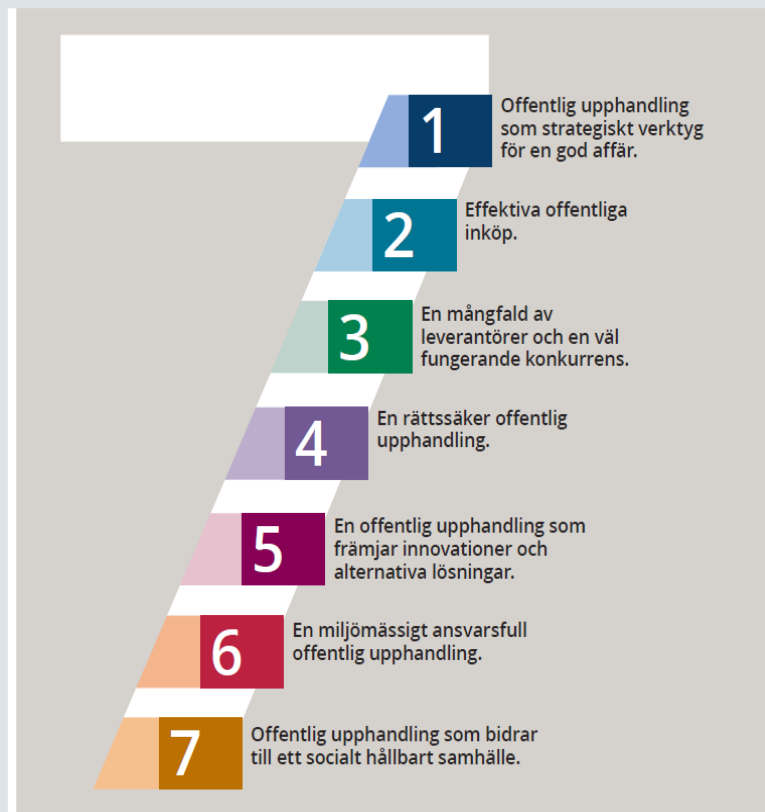 1
Offentlig upphandling
som strategiskt verktyg
för en god affär.
2
Effektiva offentliga
inköp.
3
En mångfald av
leverantörer och en väl
fungerande konkurrens.
4
En rättssäker offentlig
upphandling.
5
En offentlig upphandling som
främjar innovationer och
alternativa lösningar.
6
En miljömässigt ansvarsfull
offentlig upphandling.
7
Offentlig upphandling som bidrar
till ett socialt hållbart samhälle.